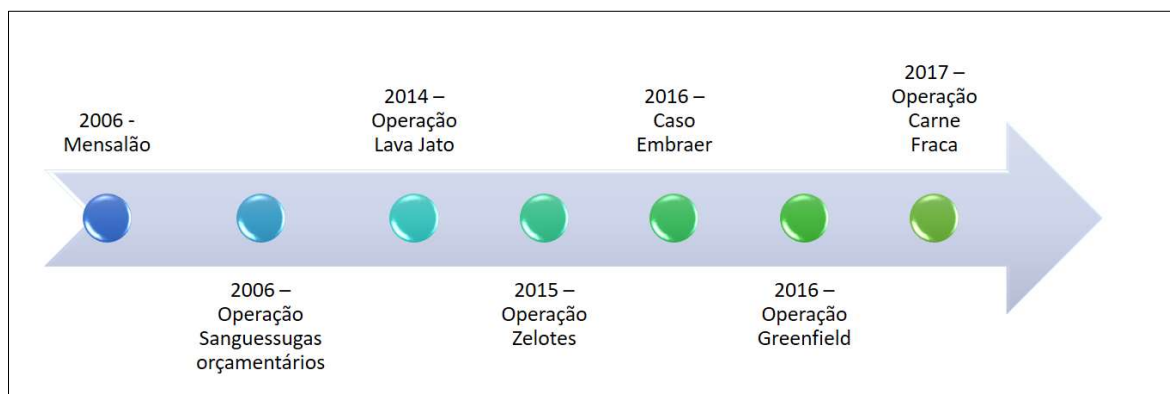 2006 -
Mensalão
2006 –
Operação
Sanguessugas
orçamentários
2014 –
Operação
Lava Jato
2015 –
Operação
Zelotes
2016 –
Caso
Embraer
2016 –
Operação
Greenfield
2017 –
Operação
Carne
Fraca